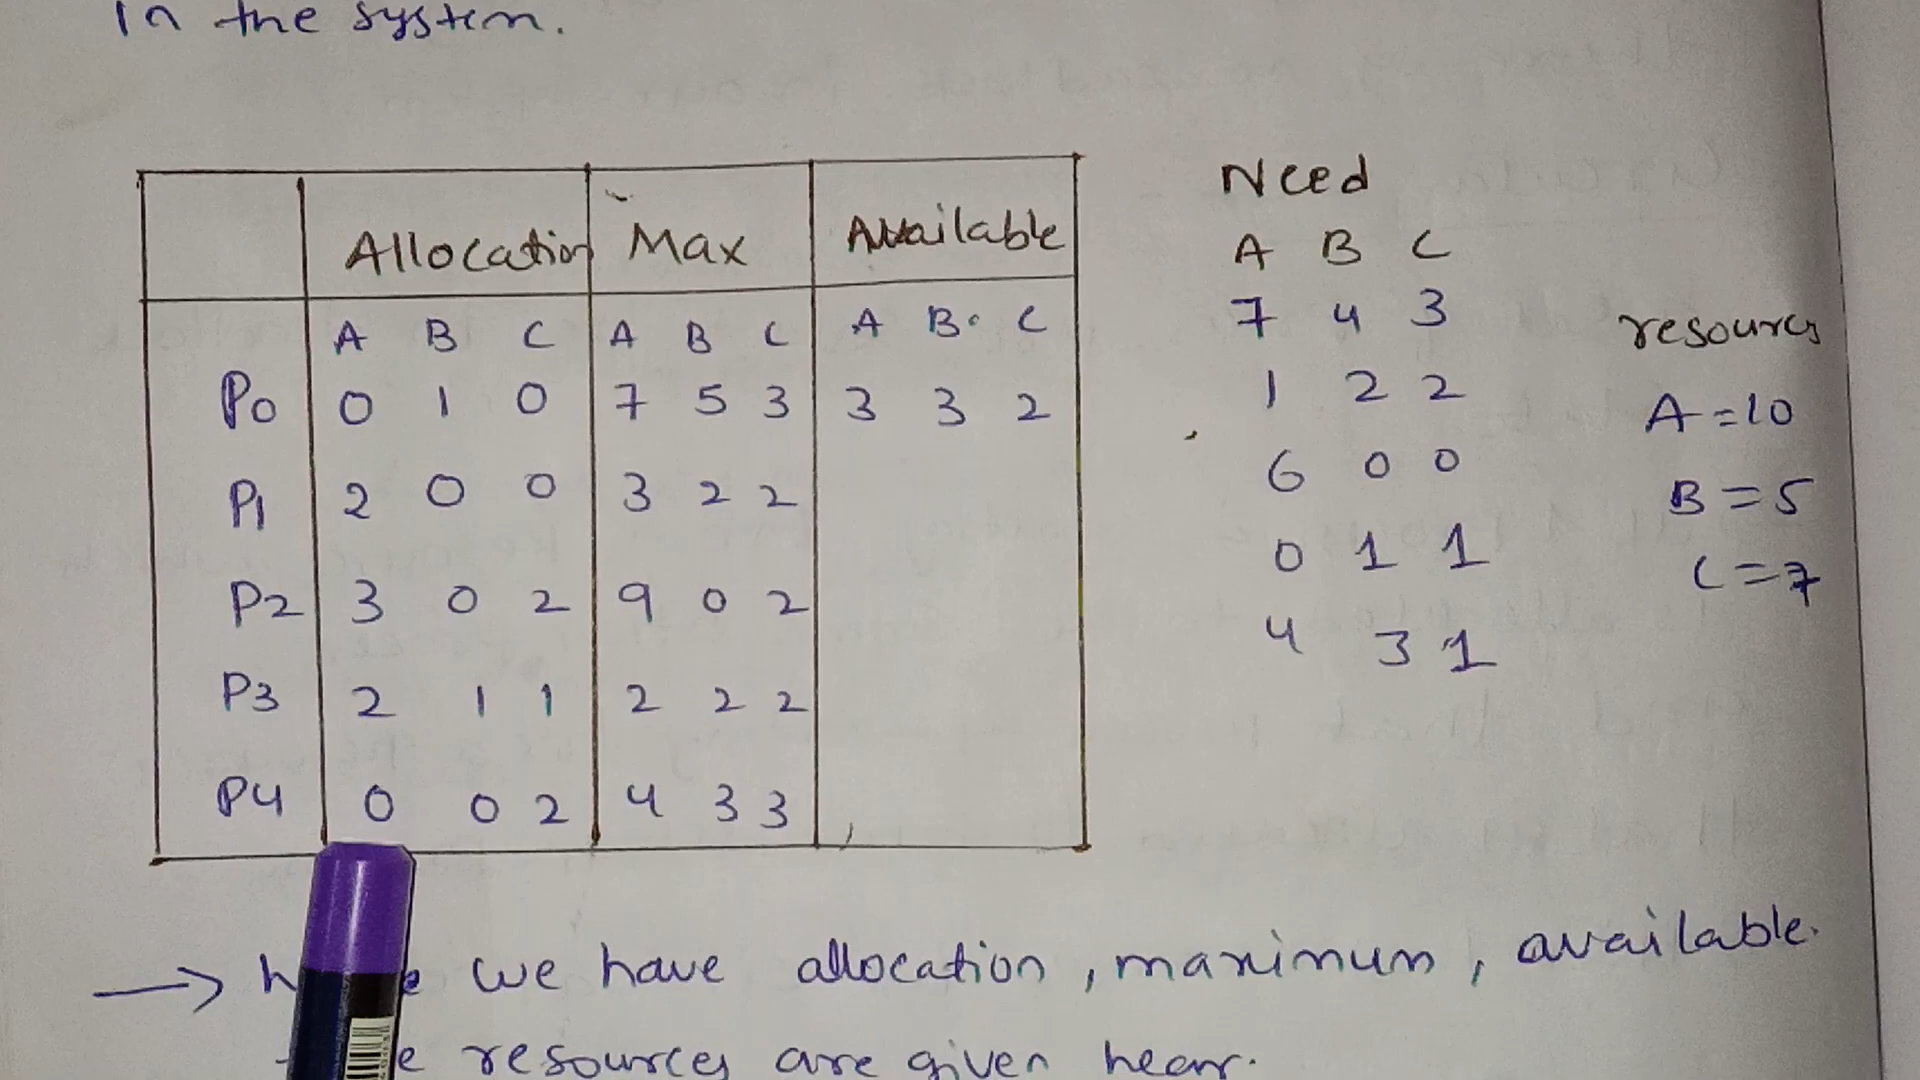 In the system.
Allocation Max Available
A B C A B C A B C
P0 0 1 0 7 5 3 3 3 2
P1 2 0 0 3 2 2
P2 3 0 2 9 0 2
P3 2 1 1 2 2 2
P4 0 0 2 4 3 3
Need
A B C
7 4 3
1 2 2
6 0 0
0 1 1
4 3 1
resources
A = 10
B = 5
C = 7
→ we have allocation, maximum, available.
resources are given hear.